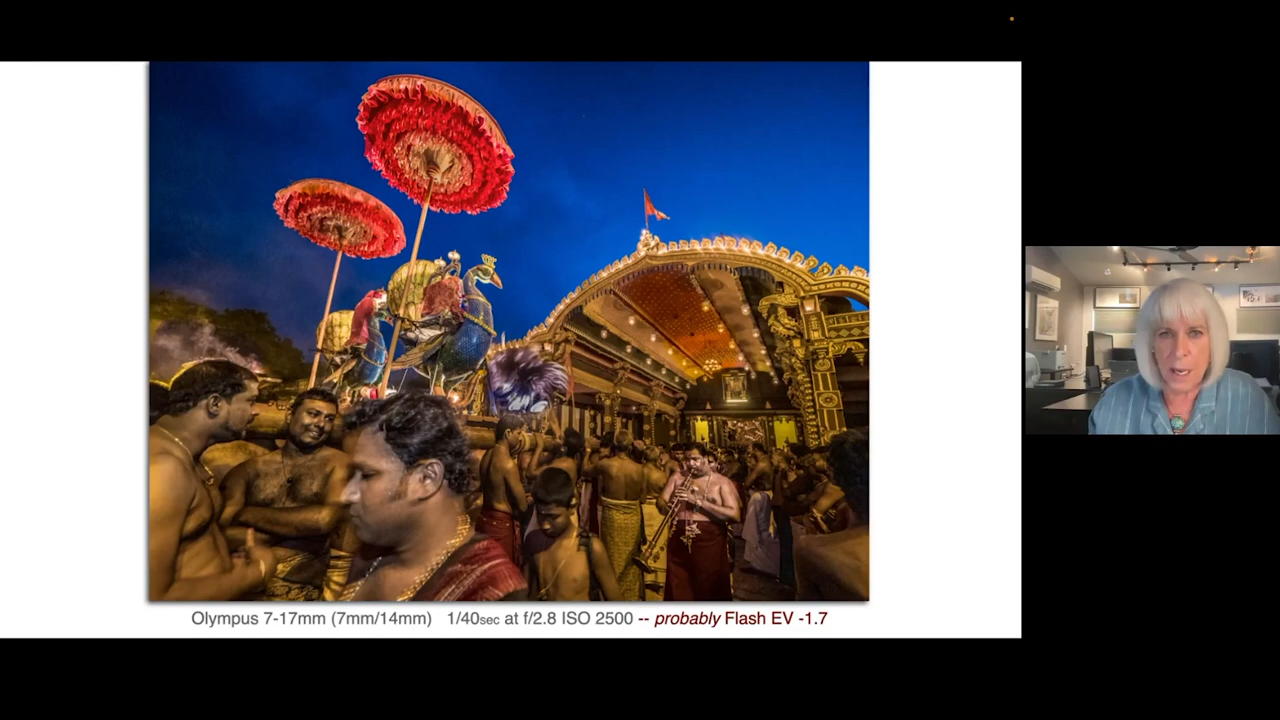 Olympus 7-17mm (7mm/14mm) 1/40sec at f/2.8 ISO 2500 -- probably Flash EV -1.7